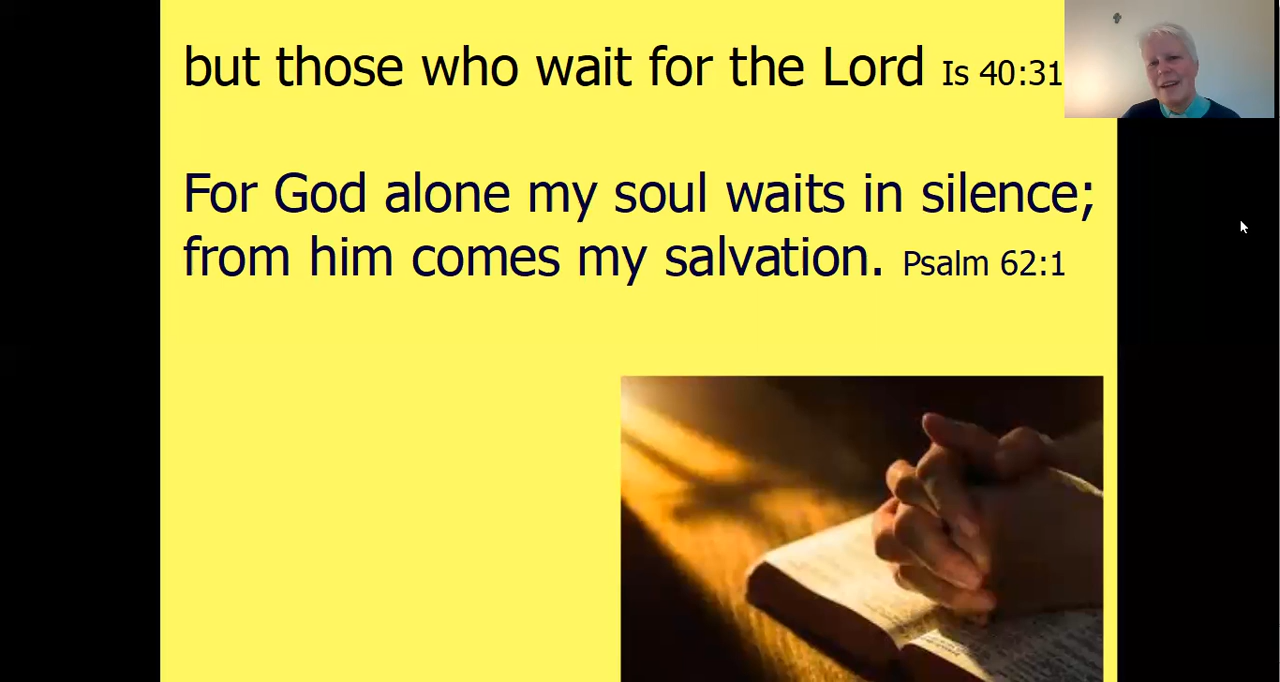 but those who wait for the Lord Is 40:31
For God alone my soul waits in silence;
from him comes my salvation. Psalm 62:1